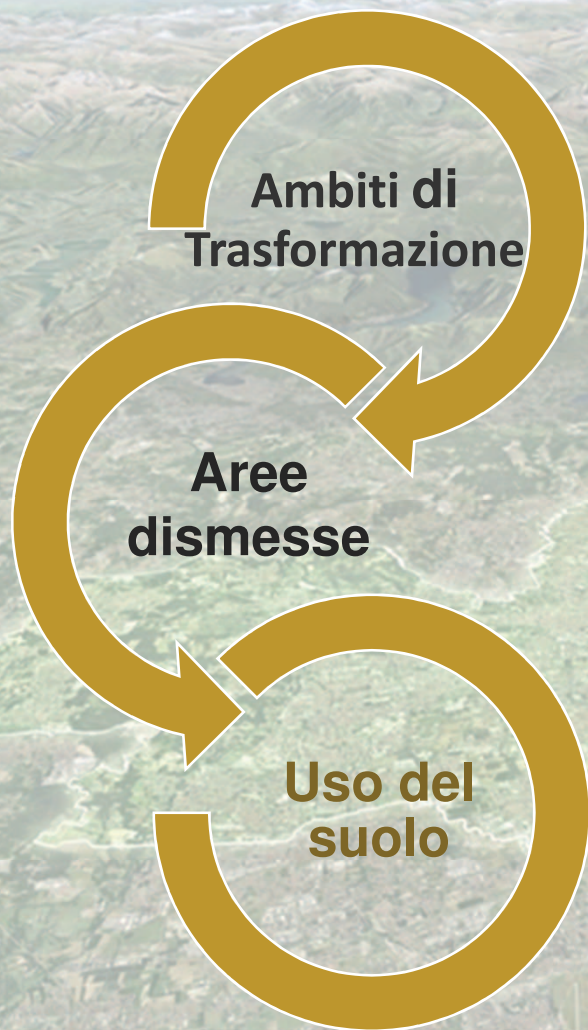 Ambiti di
Trasformazione
Aree
dismesse
Uso del
suolo